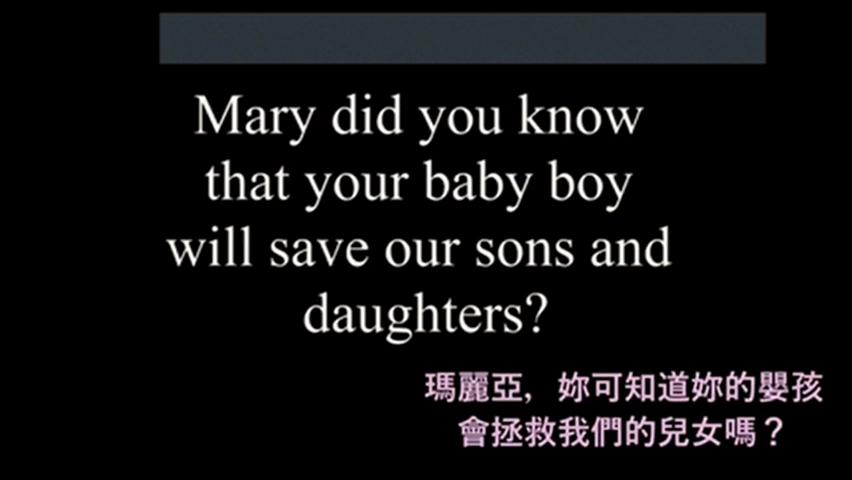 Mary did you know
that your baby boy
will save our sons and
daughters?
瑪麗亞，妳可知道妳的嬰孩
會拯救我們的兒女嗎？